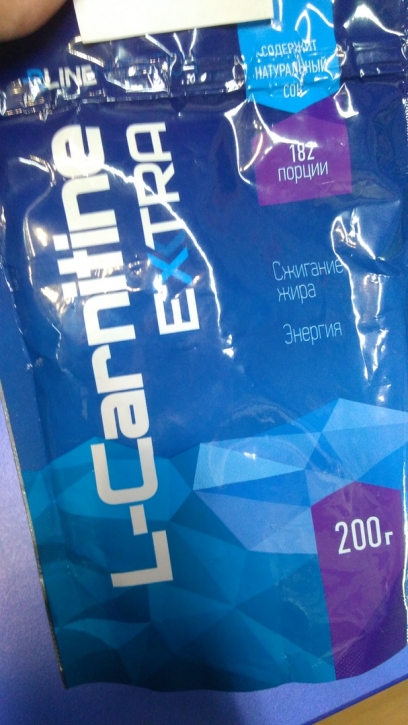 LINE
СОДЕРЖИТ
НАТУРАЛЬНЫЙ
СОК
182
порции
L-Carnitine
EXTRA
Сжигание
жира
Энергия
200г